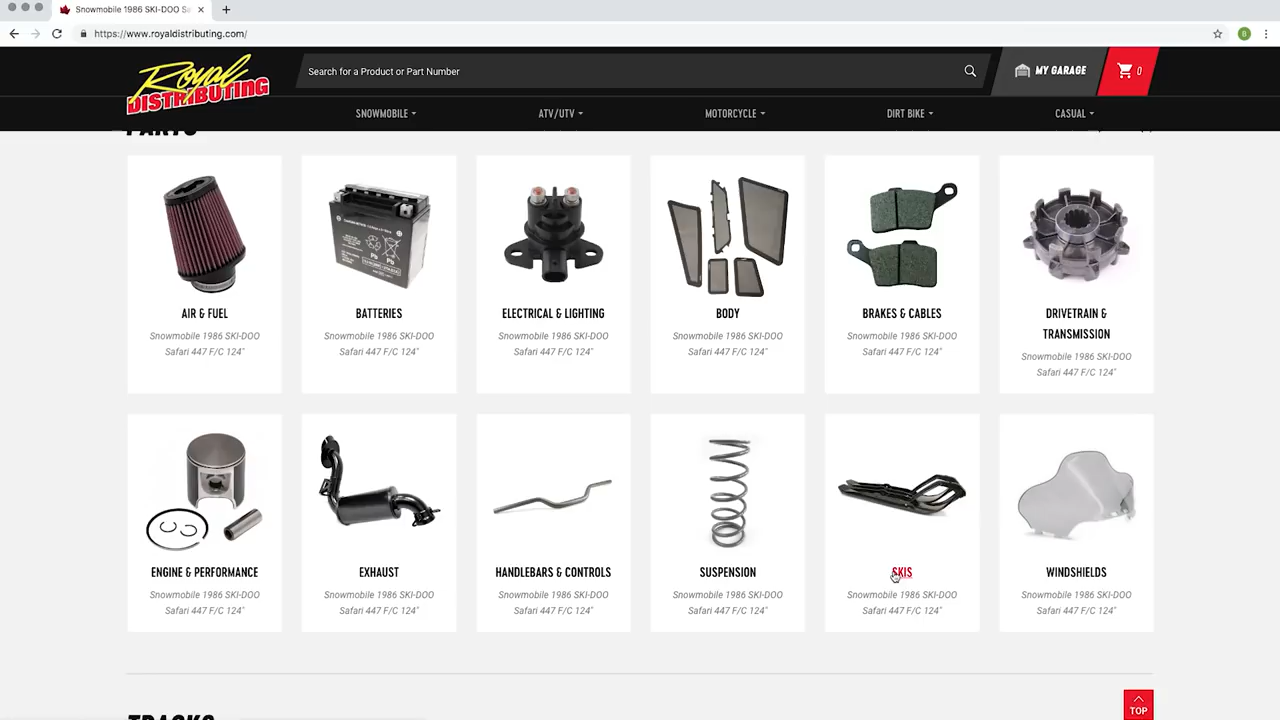 Snowmobile 1986 SKI-DOO Sa
https://www.royaldistributing.com/
B
Royal
DISTRIBUTING
Search for a Product or Part Number
MY GARAGE
0
SNOWMOBILE
ATV/UTV
MOTORCYCLE
DIRT BIKE
CASUAL
PARTS
AIR & FUEL
Snowmobile 1986 SKI-DOO
Safari 447 F/C 124"
BATTERIES
Snowmobile 1986 SKI-DOO
Safari 447 F/C 124"
ELECTRICAL & LIGHTING
Snowmobile 1986 SKI-DOO
Safari 447 F/C 124"
BODY
Snowmobile 1986 SKI-DOO
Safari 447 F/C 124"
BRAKES & CABLES
Snowmobile 1986 SKI-DOO
Safari 447 F/C 124"
DRIVETRAIN &
TRANSMISSION
Snowmobile 1986 SKI-DOO
Safari 447 F/C 124"
ENGINE & PERFORMANCE
Snowmobile 1986 SKI-DOO
Safari 447 F/C 124"
EXHAUST
Snowmobile 1986 SKI-DOO
Safari 447 F/C 124"
HANDLEBARS & CONTROLS
Snowmobile 1986 SKI-DOO
Safari 447 F/C 124"
SUSPENSION
Snowmobile 1986 SKI-DOO
Safari 447 F/C 124"
SKIS
Snowmobile 1986 SKI-DOO
Safari 447 F/C 124"
WINDSHIELDS
Snowmobile 1986 SKI-DOO
Safari 447 F/C 124"
TRACKS
TOP